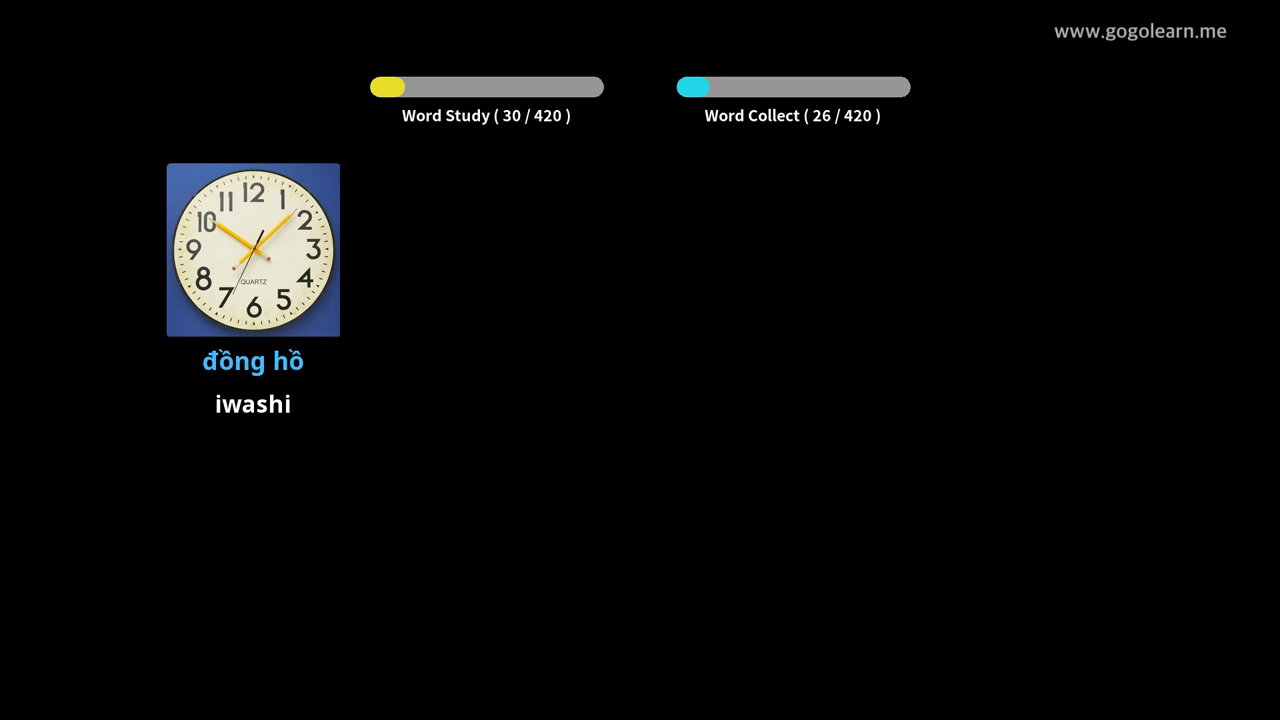 www.gogolearn.me
Word Study ( 30 / 420 )
Word Collect ( 26 / 420 )
12
11
1
10
2
9
3
8
4
QUARTZ
7
5
6
đồng hồ
iwashi